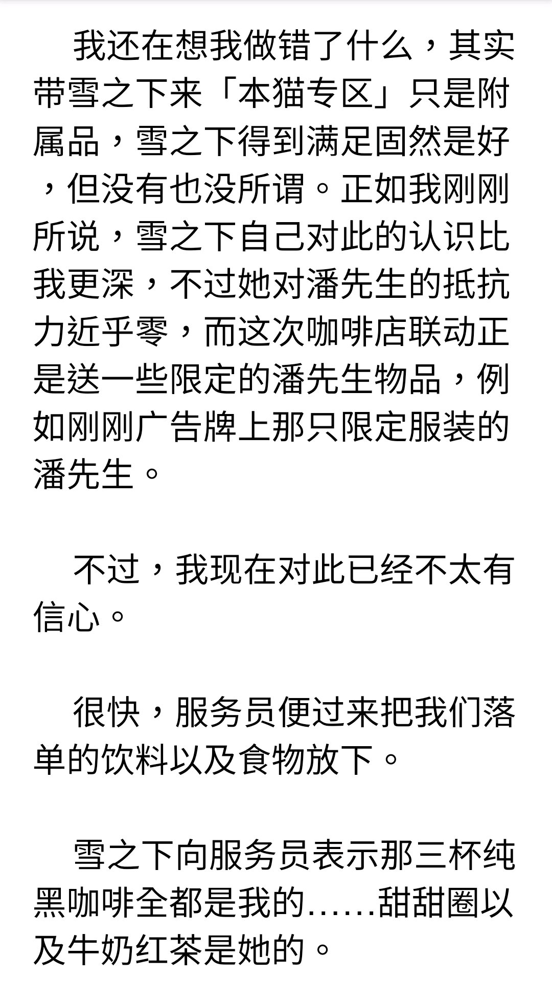 我还在想我做错了什么，其实
带雪之下来「本猫专区」只是附
属品，雪之下得到满足固然是好
，但没有也没所谓。正如我刚刚
所说，雪之下自己对此的认识比
我更深，不过她对潘先生的抵抗
力近乎零，而这次咖啡店联动正
是送一些限定的潘先生物品，例
如刚刚广告牌上那只限定服装的
潘先生。
不过，我现在对此已经不太有
信心。
很快，服务员便过来把我们落
单的饮料以及食物放下。
雪之下向服务员表示那三杯纯
黑咖啡全都是我的……甜甜圈以
及牛奶红茶是她的。